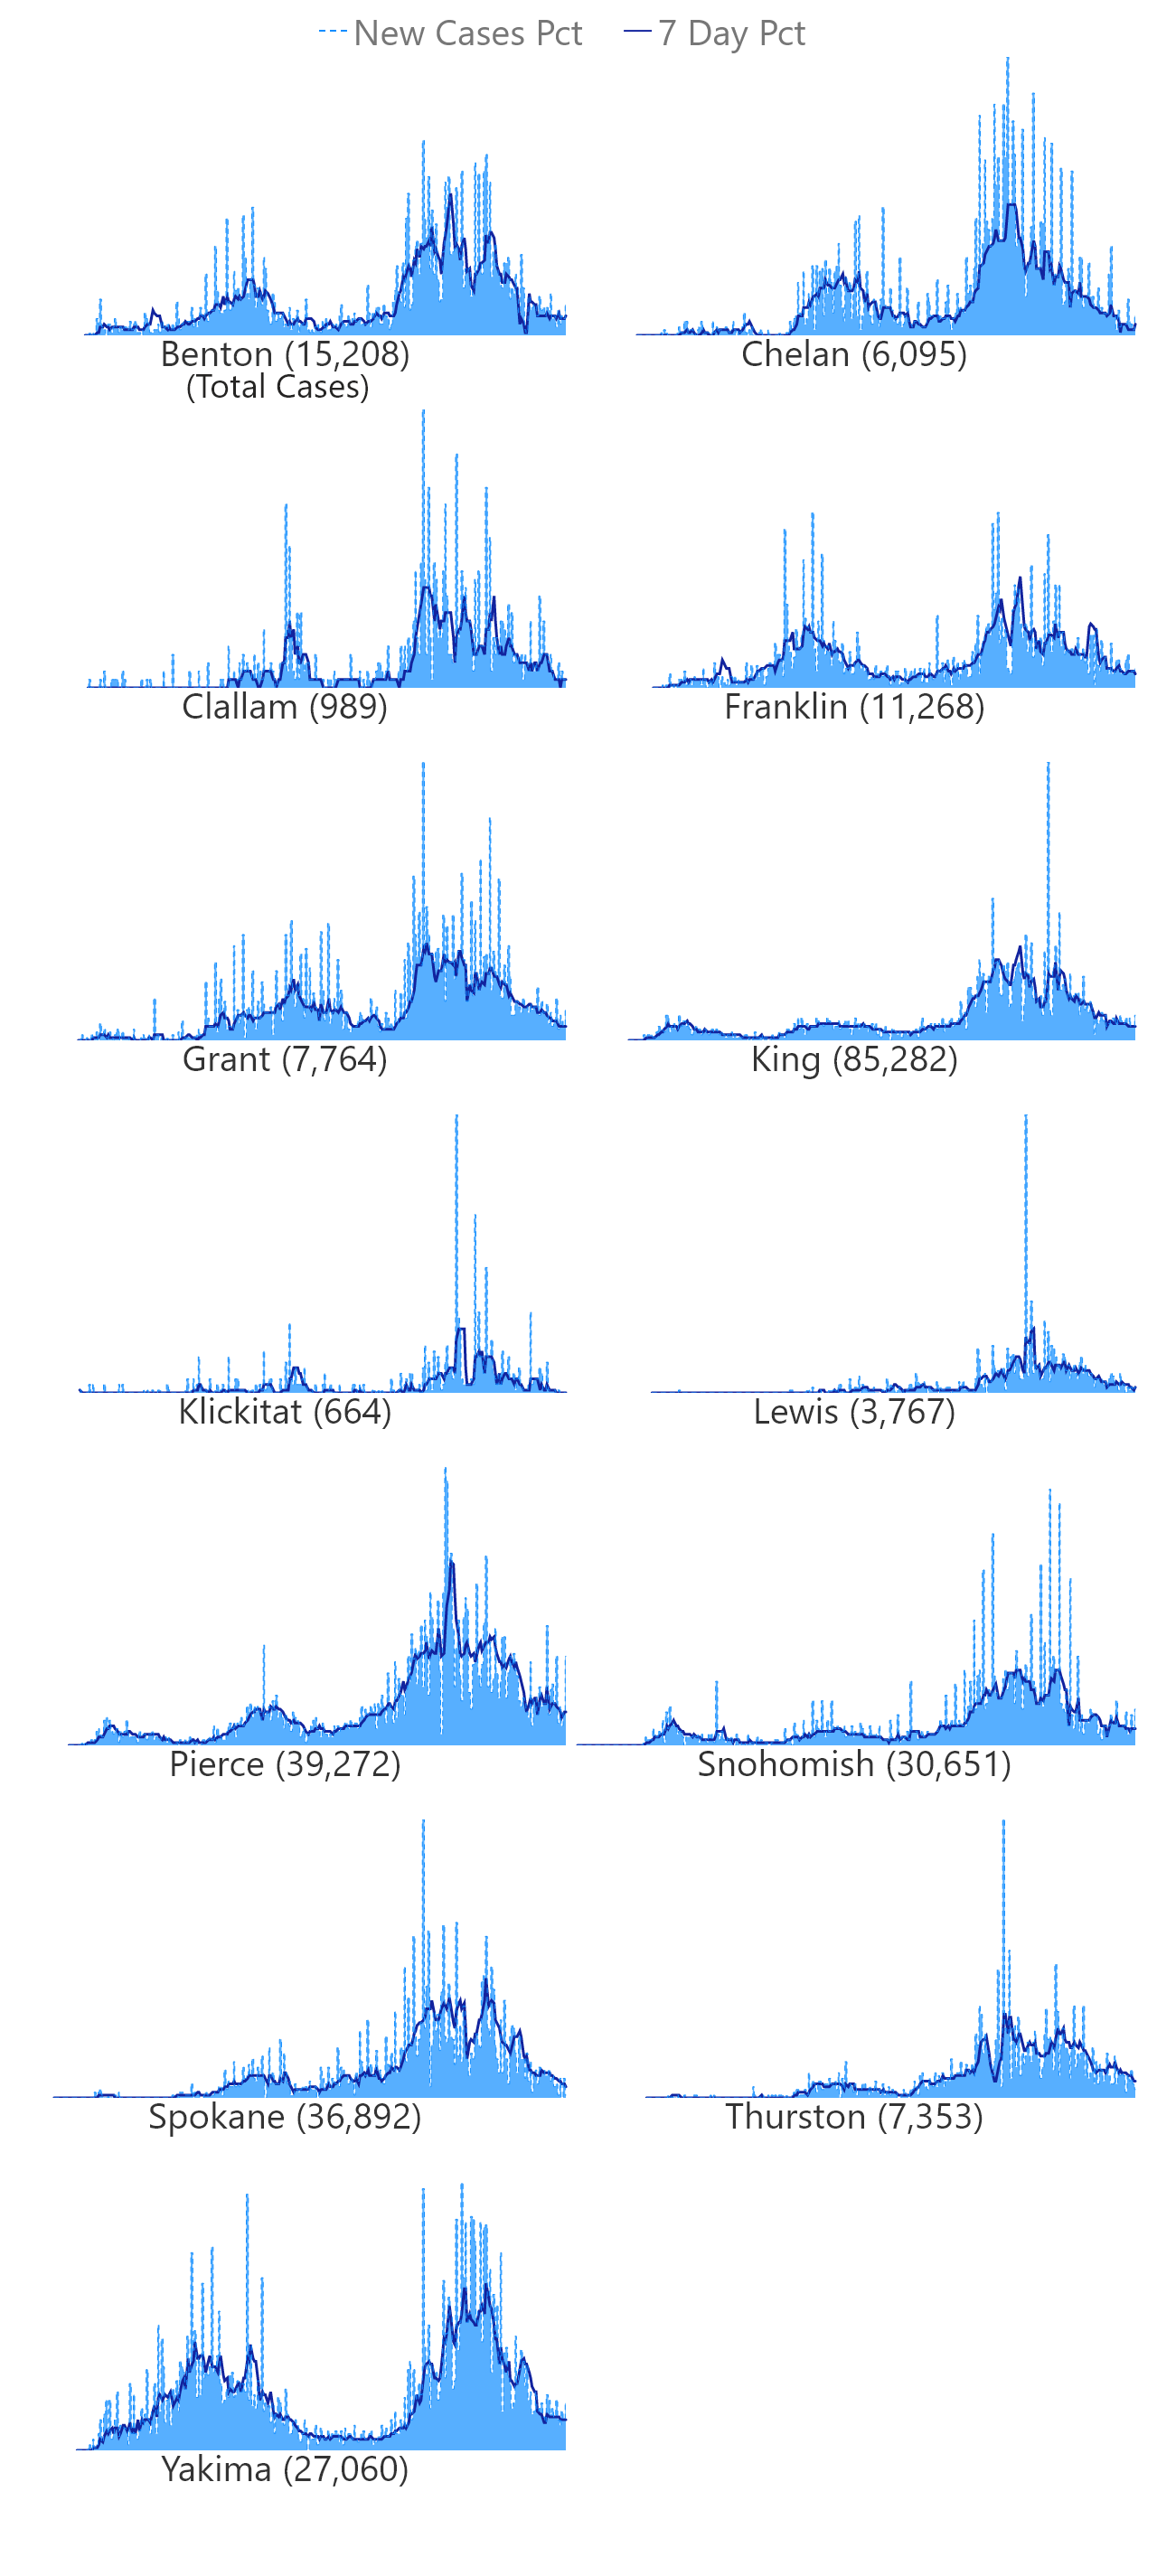 New Cases Pct 7 Day Pct
Benton (15,208) Chelan (6,095)
(Total Cases)
Clallam (989) Franklin (11,268)
Grant (7,764) King (85,282)
Klickitat (664) Lewis (3,767)
Pierce (39,272) Snohomish (30,651)
Spokane (36,892) Thurston (7,353)
Yakima (27,060)